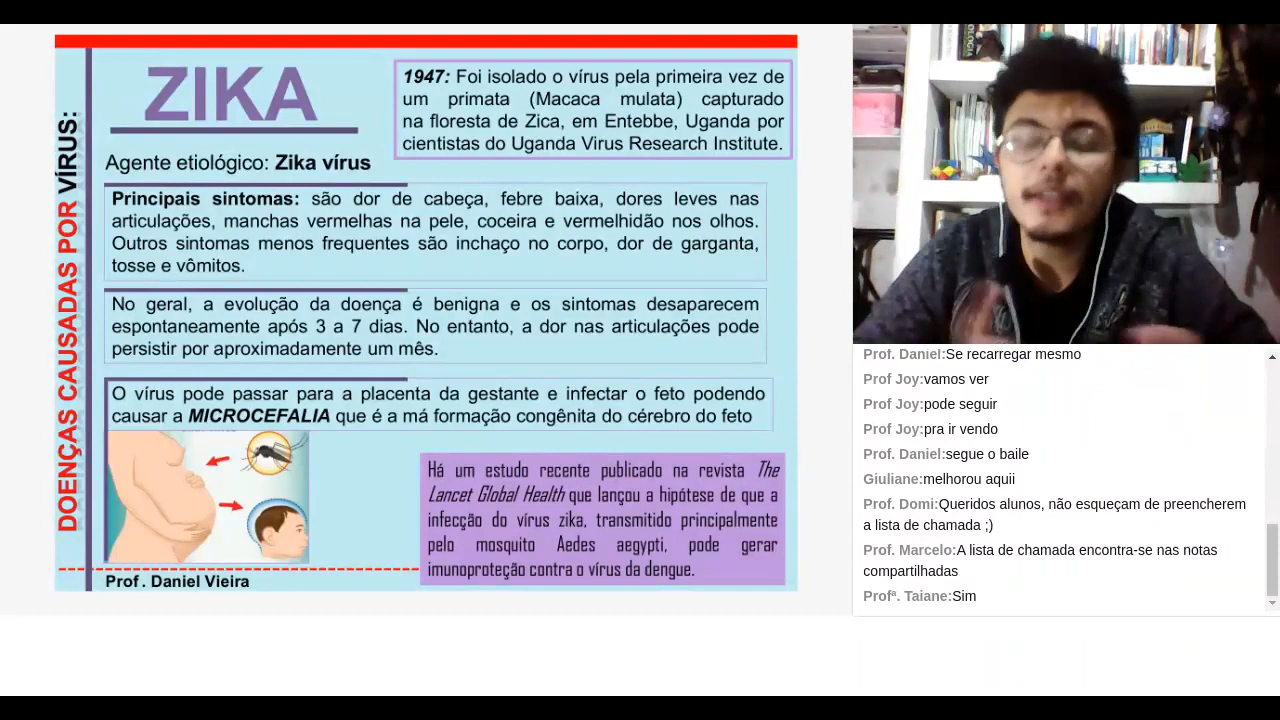 DOENÇAS CAUSADAS POR VÍRUS:
ZIKA
1947: Foi isolado o vírus pela primeira vez de
um primata (Macaca mulata) capturado
na floresta de Zica, em Entebbe, Uganda por
cientistas do Uganda Virus Research Institute.
Agente etiológico: Zika vírus
Principais sintomas: são dor de cabeça, febre baixa, dores leves nas
articulações, manchas vermelhas na pele, coceira e vermelhidão nos olhos.
Outros sintomas menos frequentes são inchaço no corpo, dor de garganta,
tosse e vômitos.
No geral, a evolução da doença é benigna e os sintomas desaparecem
espontaneamente após 3 a 7 dias. No entanto, a dor nas articulações pode
persistir por aproximadamente um mês.
O vírus pode passar para a placenta da gestante e infectar o feto podendo
causar a MICROCEFALIA que é a má formação congênita do cérebro do feto
Há um estudo recente publicado na revista The
Lancet Global Health que lançou a hipótese de que a
infecção do vírus zika, transmitido principalmente
pelo mosquito Aedes aegypti, pode gerar
imunoproteção contra o vírus da dengue.
Prof. Daniel Vieira
Prof. Daniel:Se recarregar mesmo
Prof Joy:vamos ver
Prof Joy:pode seguir
Prof Joy:pra ir vendo
Prof. Daniel:segue o baile
Giuliane:melhorou aquii
Prof. Domi:Queridos alunos, não esqueçam de preencherem
a lista de chamada ;)
Prof. Marcelo:A lista de chamada encontra-se nas notas
compartilhadas
Profª. Taiane:Sim